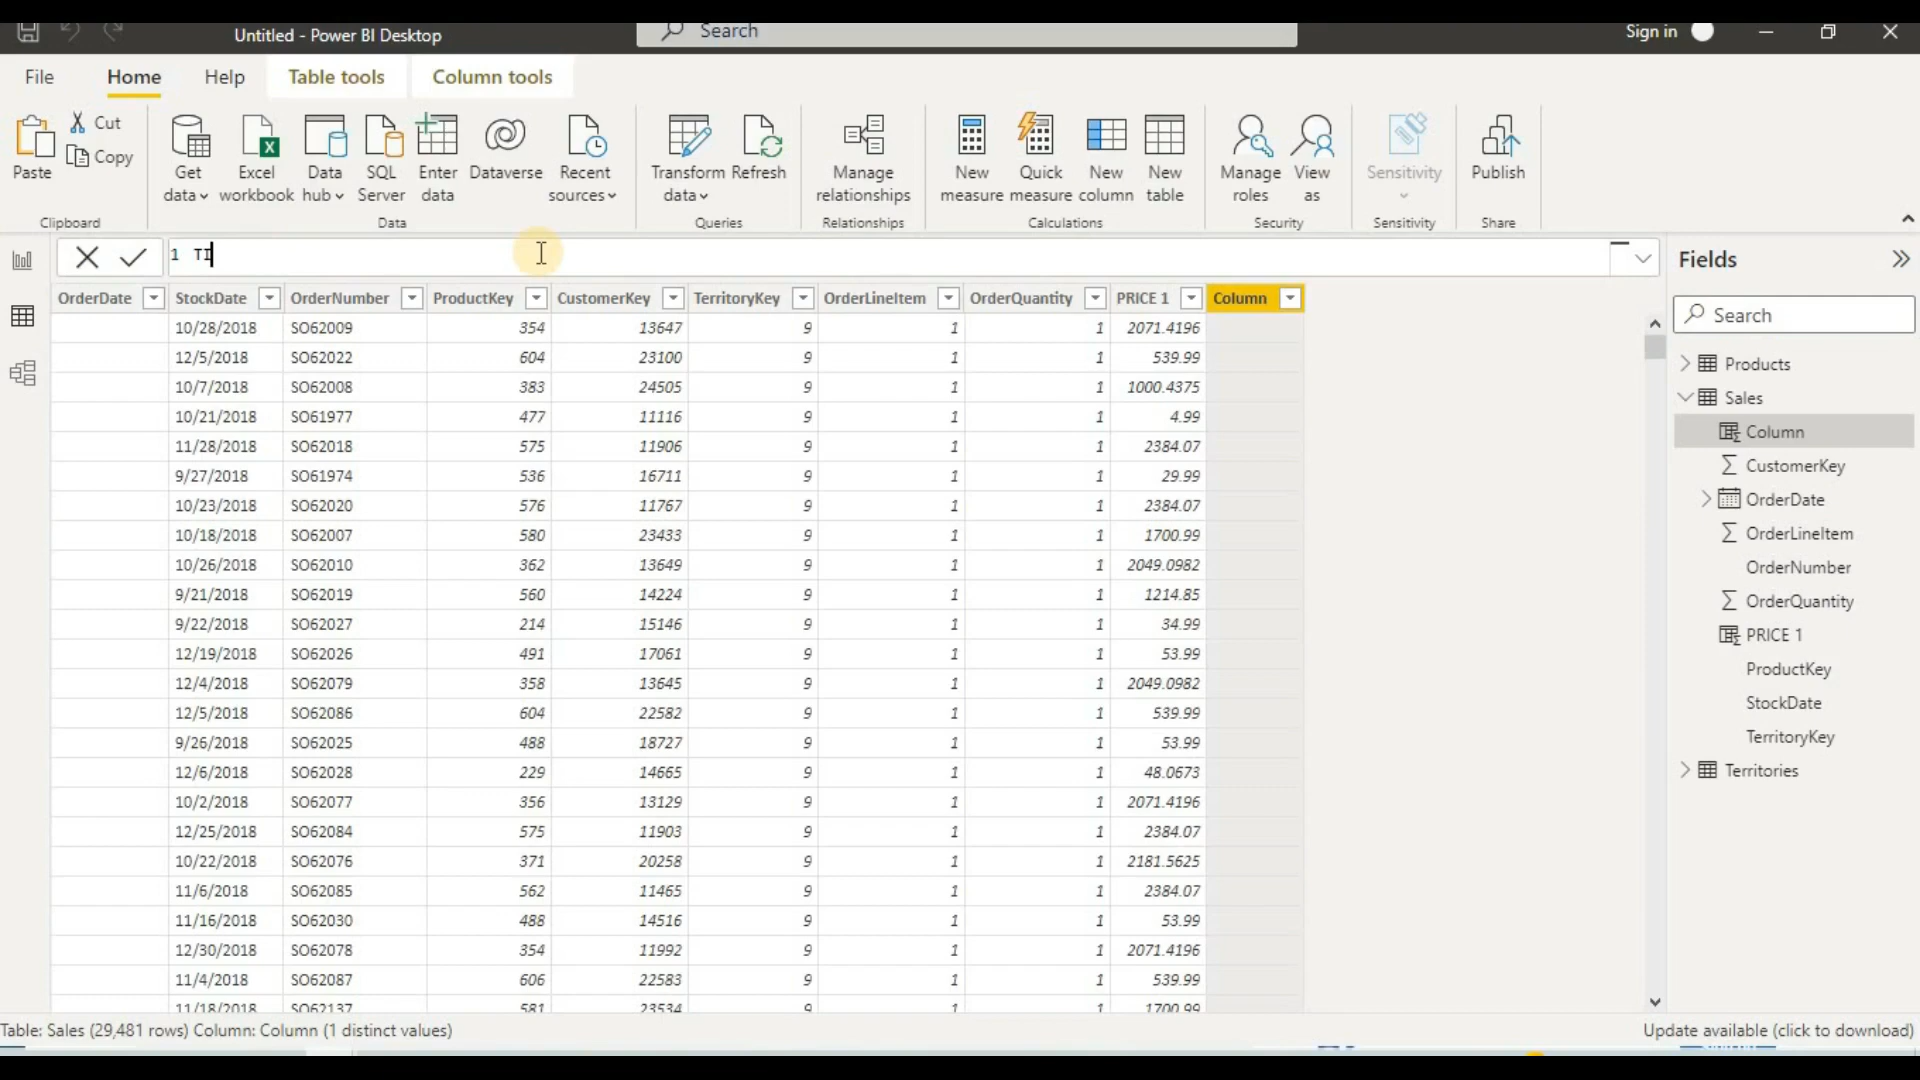 Untitled - Power BI Desktop Search Sign in
File Home Help Table tools Column tools
Paste Cut Copy Get data Excel workbook Data hub SQL Server Enter data Dataverse Recent sources Transform data Refresh Manage relationships New measure Quick measure New column New table Manage roles View as Sensitivity Publish
Clipboard Data Queries Relationships Calculations Security Sensitivity Share
1 TI
OrderDate StockDate OrderNumber ProductKey CustomerKey TerritoryKey OrderLineItem OrderQuantity PRICE 1 Column
10/28/2018 SO62009 354 13647 9 1 1 2071.4196
12/5/2018 SO62022 604 23100 9 1 1 539.99
10/7/2018 SO62008 383 24505 9 1 1 1000.4375
10/21/2018 SO61977 477 11116 9 1 1 4.99
11/28/2018 SO62018 575 11906 9 1 1 2384.07
9/27/2018 SO61974 536 16711 9 1 1 29.99
10/23/2018 SO62020 576 11767 9 1 1 2384.07
10/18/2018 SO62007 580 23433 9 1 1 1700.99
10/26/2018 SO62010 362 13649 9 1 1 2049.0982
9/21/2018 SO62019 560 14224 9 1 1 1214.85
9/22/2018 SO62027 214 15146 9 1 1 34.99
12/19/2018 SO62026 491 17061 9 1 1 53.99
12/4/2018 SO62079 358 13645 9 1 1 2049.0982
12/5/2018 SO62086 604 22582 9 1 1 539.99
9/26/2018 SO62025 488 18727 9 1 1 53.99
12/6/2018 SO62028 229 14665 9 1 1 48.0673
10/2/2018 SO62077 356 13129 9 1 1 2071.4196
12/25/2018 SO62084 575 11903 9 1 1 2384.07
10/22/2018 SO62076 371 20258 9 1 1 2181.5625
11/6/2018 SO62085 562 11465 9 1 1 2384.07
11/16/2018 SO62030 488 14516 9 1 1 53.99
12/30/2018 SO62078 354 11992 9 1 1 2071.4196
11/4/2018 SO62087 606 22583 9 1 1 539.99
11/18/2018 SO62137 581 23534 9 1 1 1700.99
Fields
Search
Products
Sales
Column
CustomerKey
OrderDate
OrderLineItem
OrderNumber
OrderQuantity
PRICE 1
ProductKey
StockDate
TerritoryKey
Territories
Table: Sales (29,481 rows) Column: Column (1 distinct values) Update available (click to download)